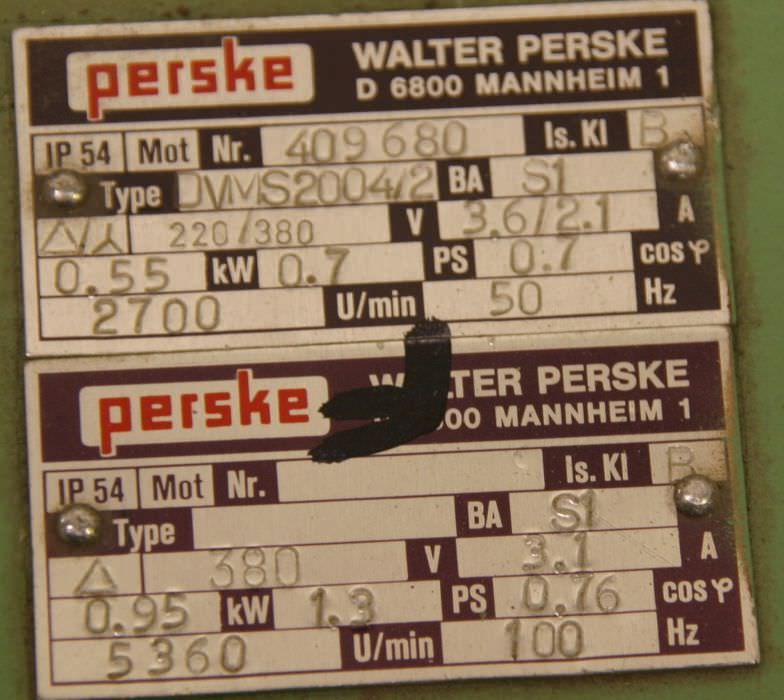 perske WALTER PERSKE
D 6800 MANNHEIM 1
IP 54 Mot Nr. 409680 Is. Kl B
Type DVMS2004/2 BA S1
△/Y 220/380 V 3.6/2.1 A
0.55 kW 0.7 PS 0.7 cos φ
2700 U/min 50 Hz
perske TER PERSKE
00 MANNHEIM 1
IP 54 Mot Nr. Is. Kl B
Type BA S1
△ 380 V 3.1 A
0.95 kW 1.3 PS 0.76 cos φ
5360 U/min 100 Hz